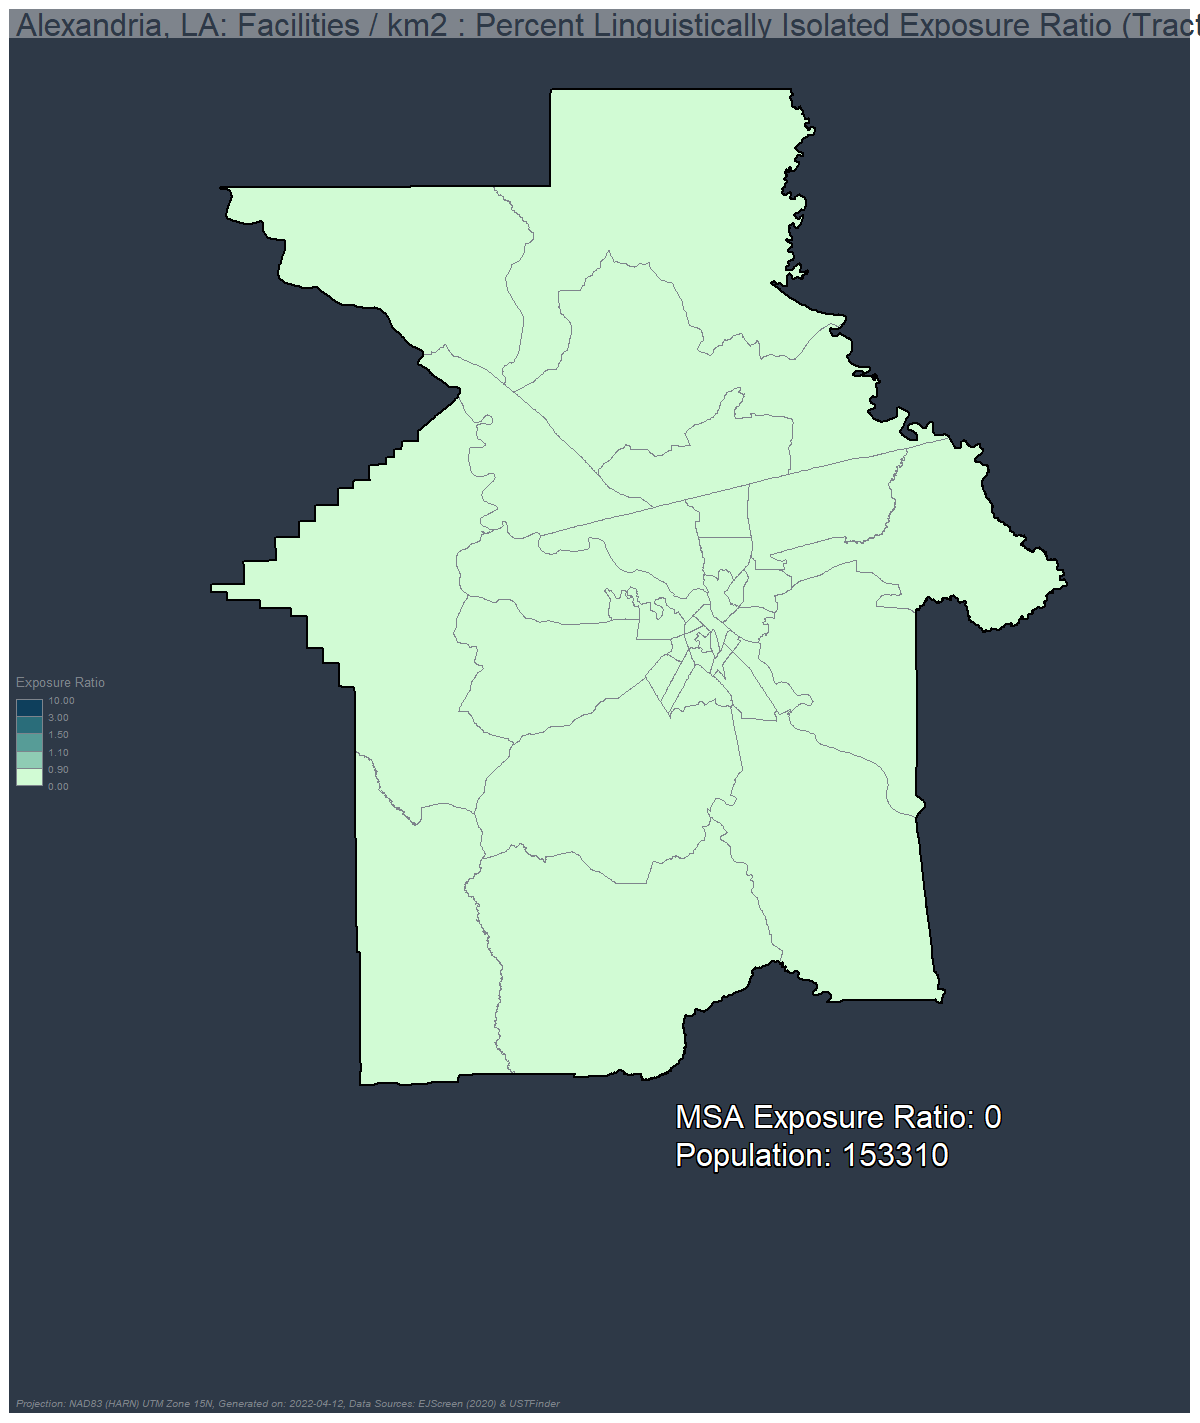 Alexandria, LA: Facilities / km2 : Percent Linguistically Isolated Exposure Ratio (Tract
Exposure Ratio
10.00
3.00
1.50
1.10
0.90
0.00
MSA Exposure Ratio: 0
Population: 153310
Projection: NAD83 (HARN) UTM Zone 15N, Generated on: 2022-04-12, Data Sources: EJScreen (2020) & USTFinder